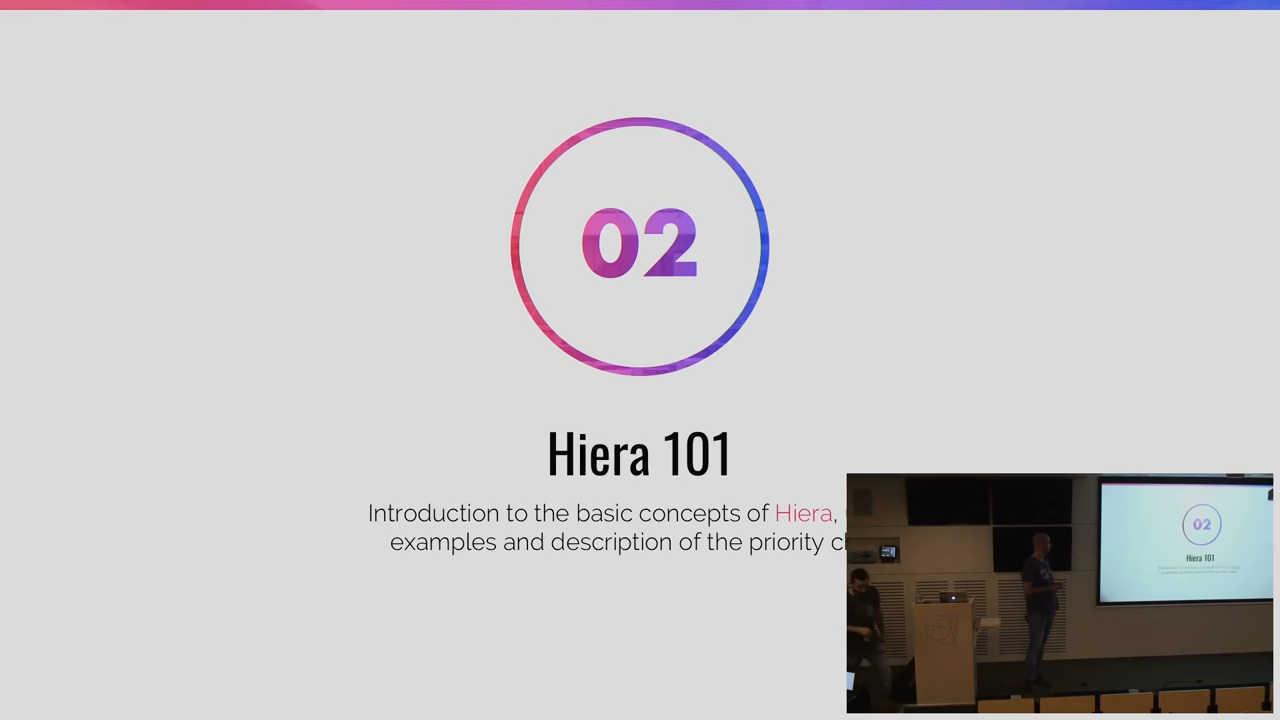 02
Hiera 101
Introduction to the basic concepts of Hiera,
examples and description of the priority
02
Hiera 101